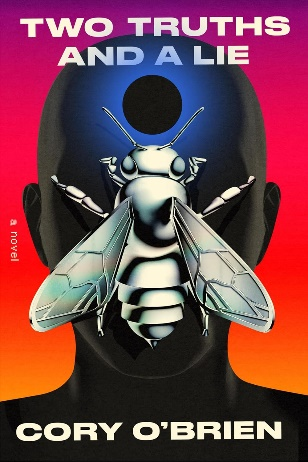 TWO TRUTHS
AND A LIE
a novel
CORY O'BRIEN